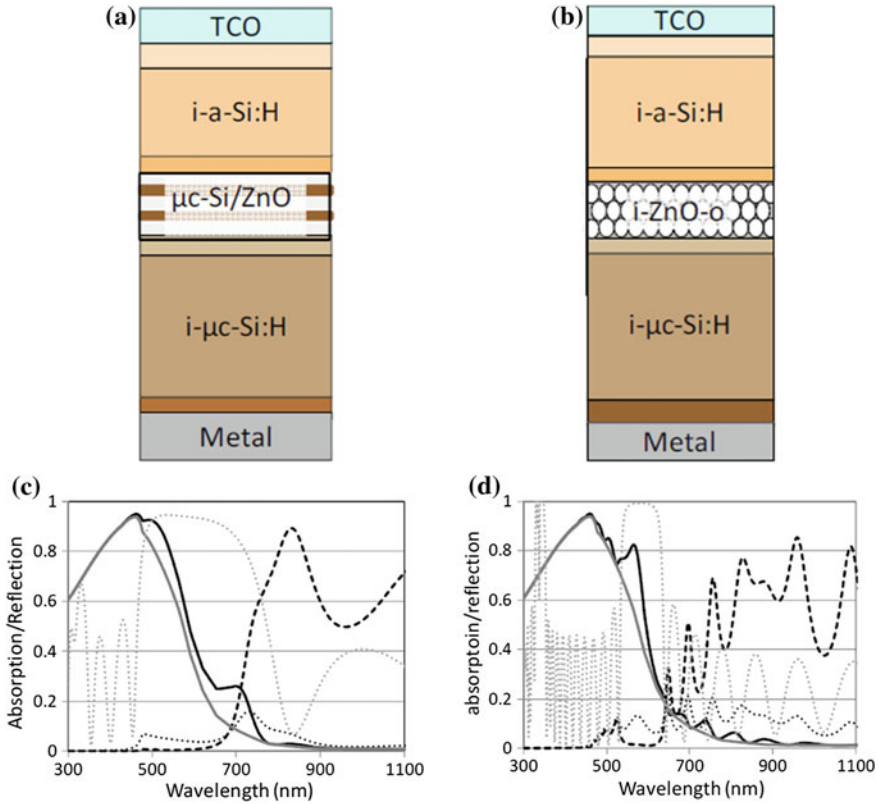 (a)
TCO
i-a-Si:H
μc-Si/ZnO
i-μc-Si:H
Metal
(b)
TCO
i-a-Si:H
i-ZnO-o
i-μc-Si:H
Metal
(c)
Absorption/Reflection
1
0.8
0.6
0.4
0.2
0
300 500 700 900 1100
Wavelength (nm)
(d)
absorptoin/reflection
1
0.8
0.6
0.4
0.2
0
300 500 700 900 1100
Wavelength (nm)